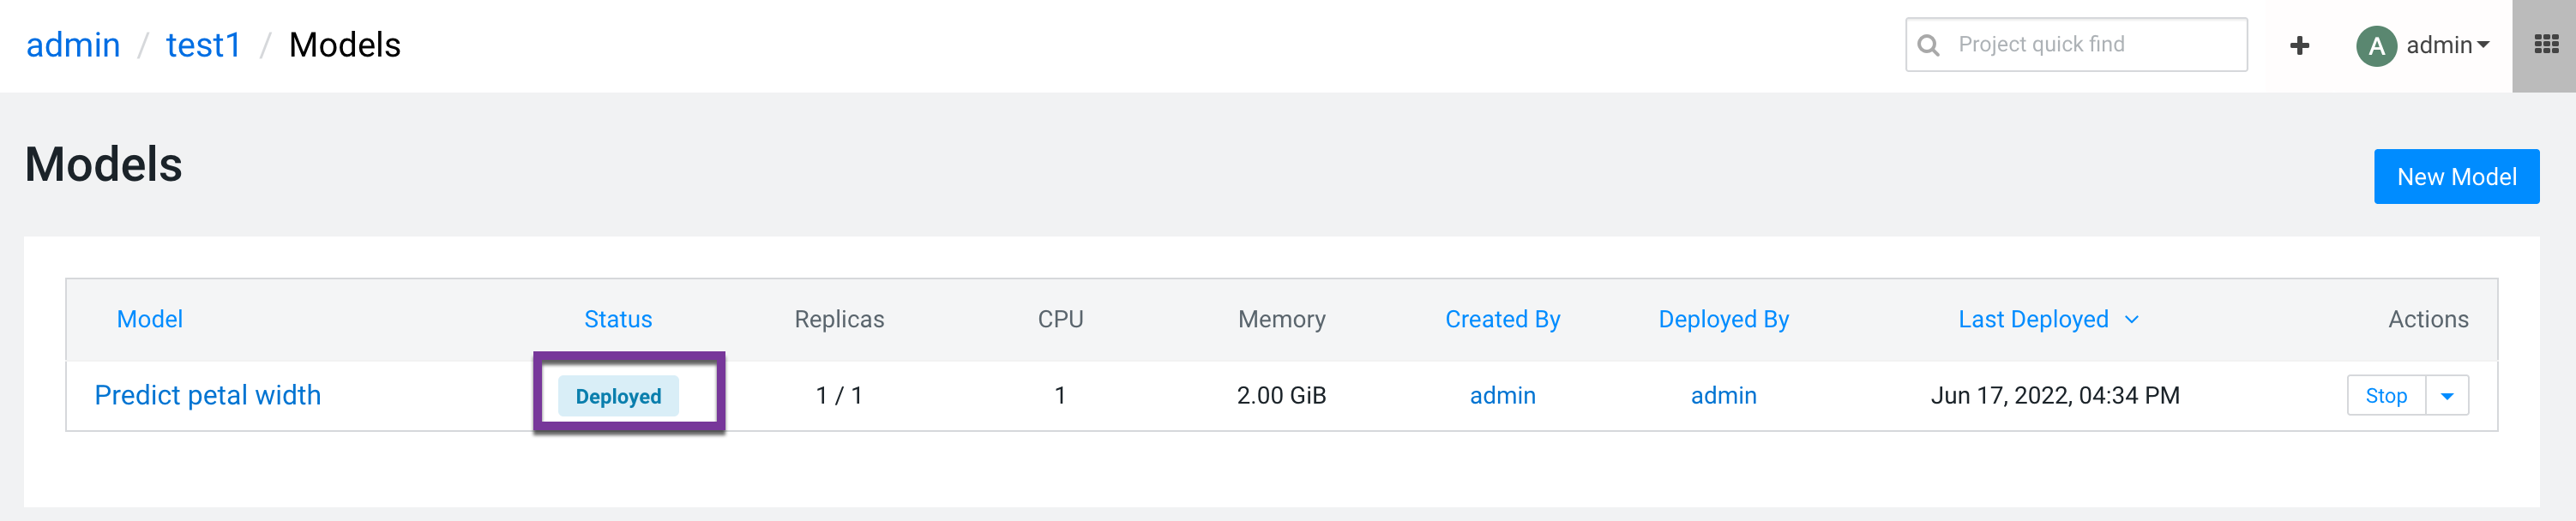 admin / test1 / Models
Project quick find
+
A admin
Models
New Model
Model Status Replicas CPU Memory Created By Deployed By Last Deployed Actions
Predict petal width Deployed 1 / 1 1 2.00 GiB admin admin Jun 17, 2022, 04:34 PM Stop